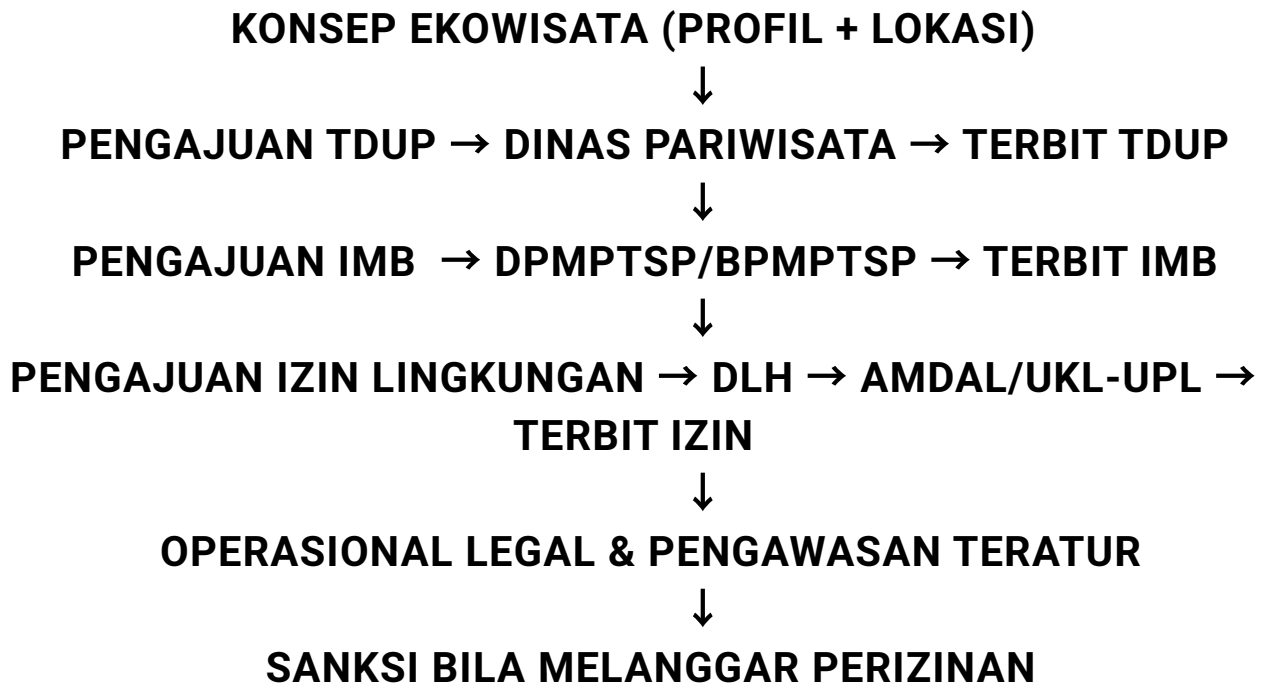 KONSEP EKOWISATA (PROFIL + LOKASI)
↓
PENGAJUAN TDUP → DINAS PARIWISATA → TERBIT TDUP
↓
PENGAJUAN IMB → DPMPTSP/BPMPTSP → TERBIT IMB
↓
PENGAJUAN IZIN LINGKUNGAN → DLH → AMDAL/UKL-UPL →
TERBIT IZIN
↓
OPERASIONAL LEGAL & PENGAWASAN TERATUR
↓
SANKSI BILA MELANGGAR PERIZINAN